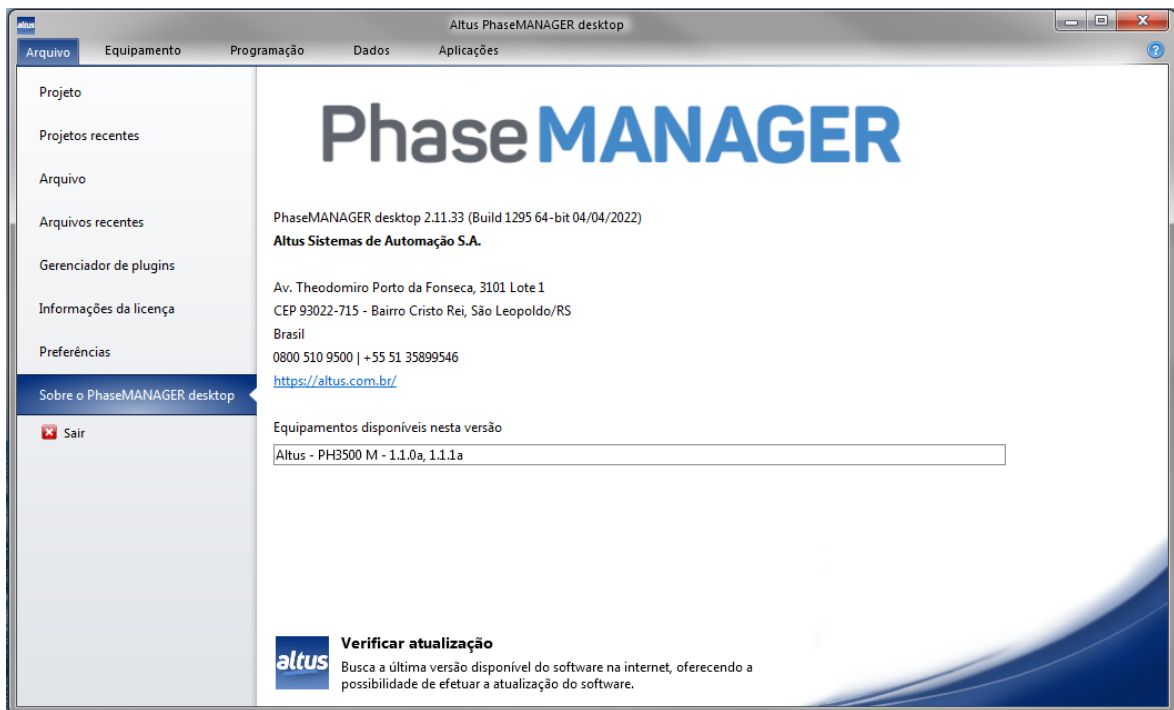 altus
Altus PhaseMANAGER desktop
Arquivo Equipamento Programação Dados Aplicações
?
Projeto
Projetos recentes
Arquivo
Arquivos recentes
Gerenciador de plugins
Informações da licença
Preferências
Sobre o PhaseMANAGER desktop
Sair
PhaseMANAGER
PhaseMANAGER desktop 2.11.33 (Build 1295 64-bit 04/04/2022)
Altus Sistemas de Automação S.A.
Av. Theodomiro Porto da Fonseca, 3101 Lote 1
CEP 93022-715 - Bairro Cristo Rei, São Leopoldo/RS
Brasil
0800 510 9500 | +55 51 35899546
https://altus.com.br/
Equipamentos disponíveis nesta versão
Altus - PH3500 M - 1.1.0a, 1.1.1a
altus
Verificar atualização
Busca a última versão disponível do software na internet, oferecendo a
possibilidade de efetuar a atualização do software.